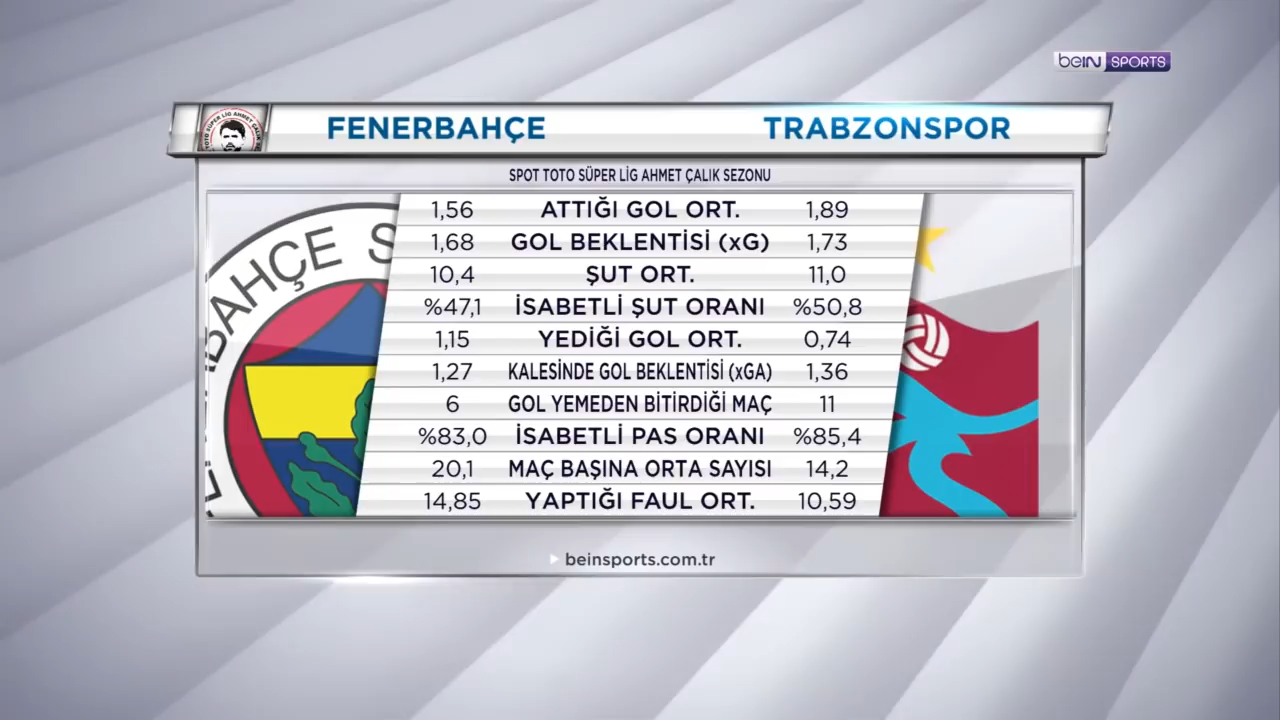 beIN SPORTS
FENERBAHÇE TRABZONSPOR
SPOT TOTO SÜPER LİG AHMET ÇALIK SEZONU
1,56 ATTIĞI GOL ORT. 1,89
1,68 GOL BEKLENTİSİ (xG) 1,73
10,4 ŞUT ORT. 11,0
%47,1 İSABETLİ ŞUT ORANI %50,8
1,15 YEDİĞİ GOL ORT. 0,74
1,27 KALESİNDE GOL BEKLENTİSİ (xGA) 1,36
6 GOL YEMEDEN BİTİRDİĞİ MAÇ 11
%83,0 İSABETLİ PAS ORANI %85,4
20,1 MAÇ BAŞINA ORTA SAYISI 14,2
14,85 YAPTIĞI FAUL ORT. 10,59
beinsports.com.tr